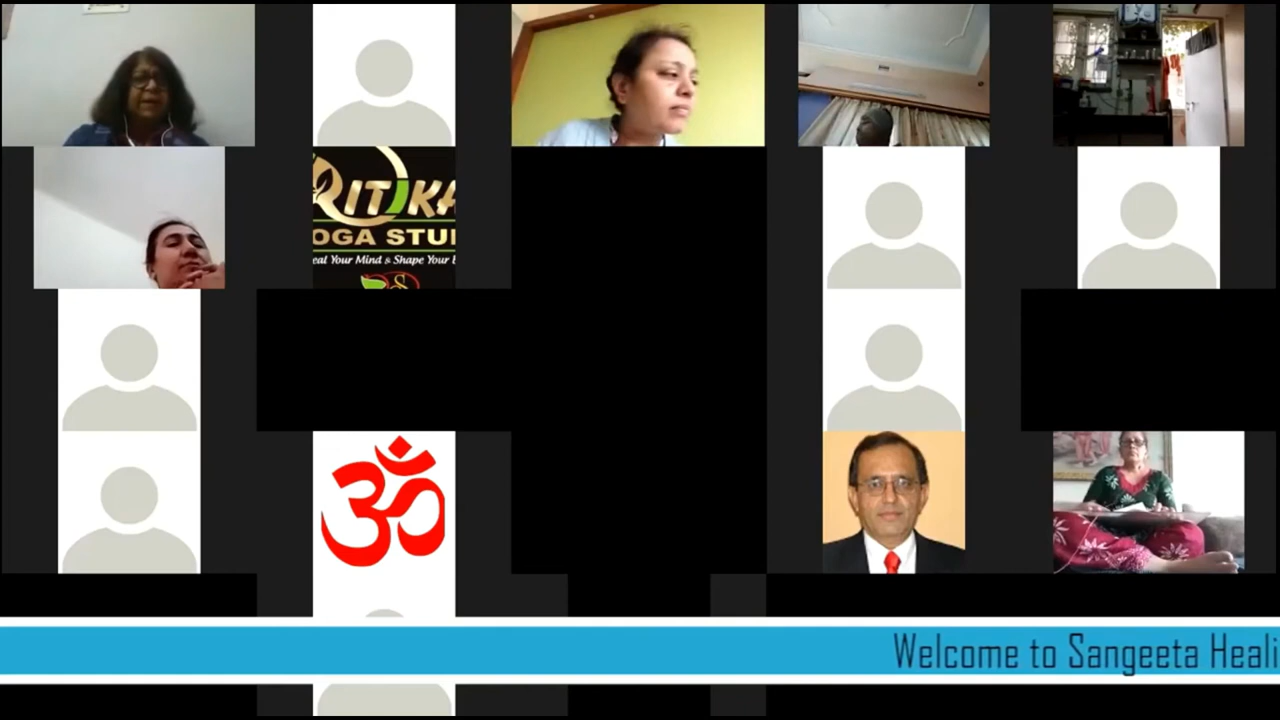 RITIKA
OGA STU
eal Your Mind & Shape Your
S
ॐ
Welcome to Sangeeta Heali